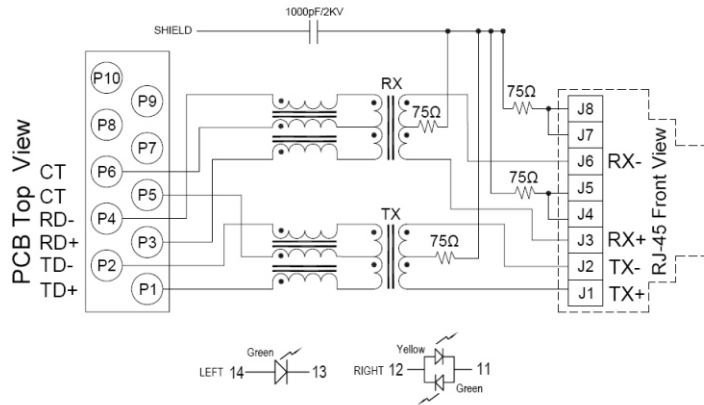 1000pF/2KV
SHIELD
PCB Top View
P10
P9
P8
P7
CT P6
CT P5
RD- P4
RD+ P3
TD- P2
TD+ P1
RX
75Ω
TX
75Ω
75Ω
75Ω
J8
J7
J6 RX-
J5
J4
J3 RX+
J2 TX-
J1 TX+
RJ-45 Front View
Green
LEFT 14 13
Yellow
RIGHT 12 11
Green